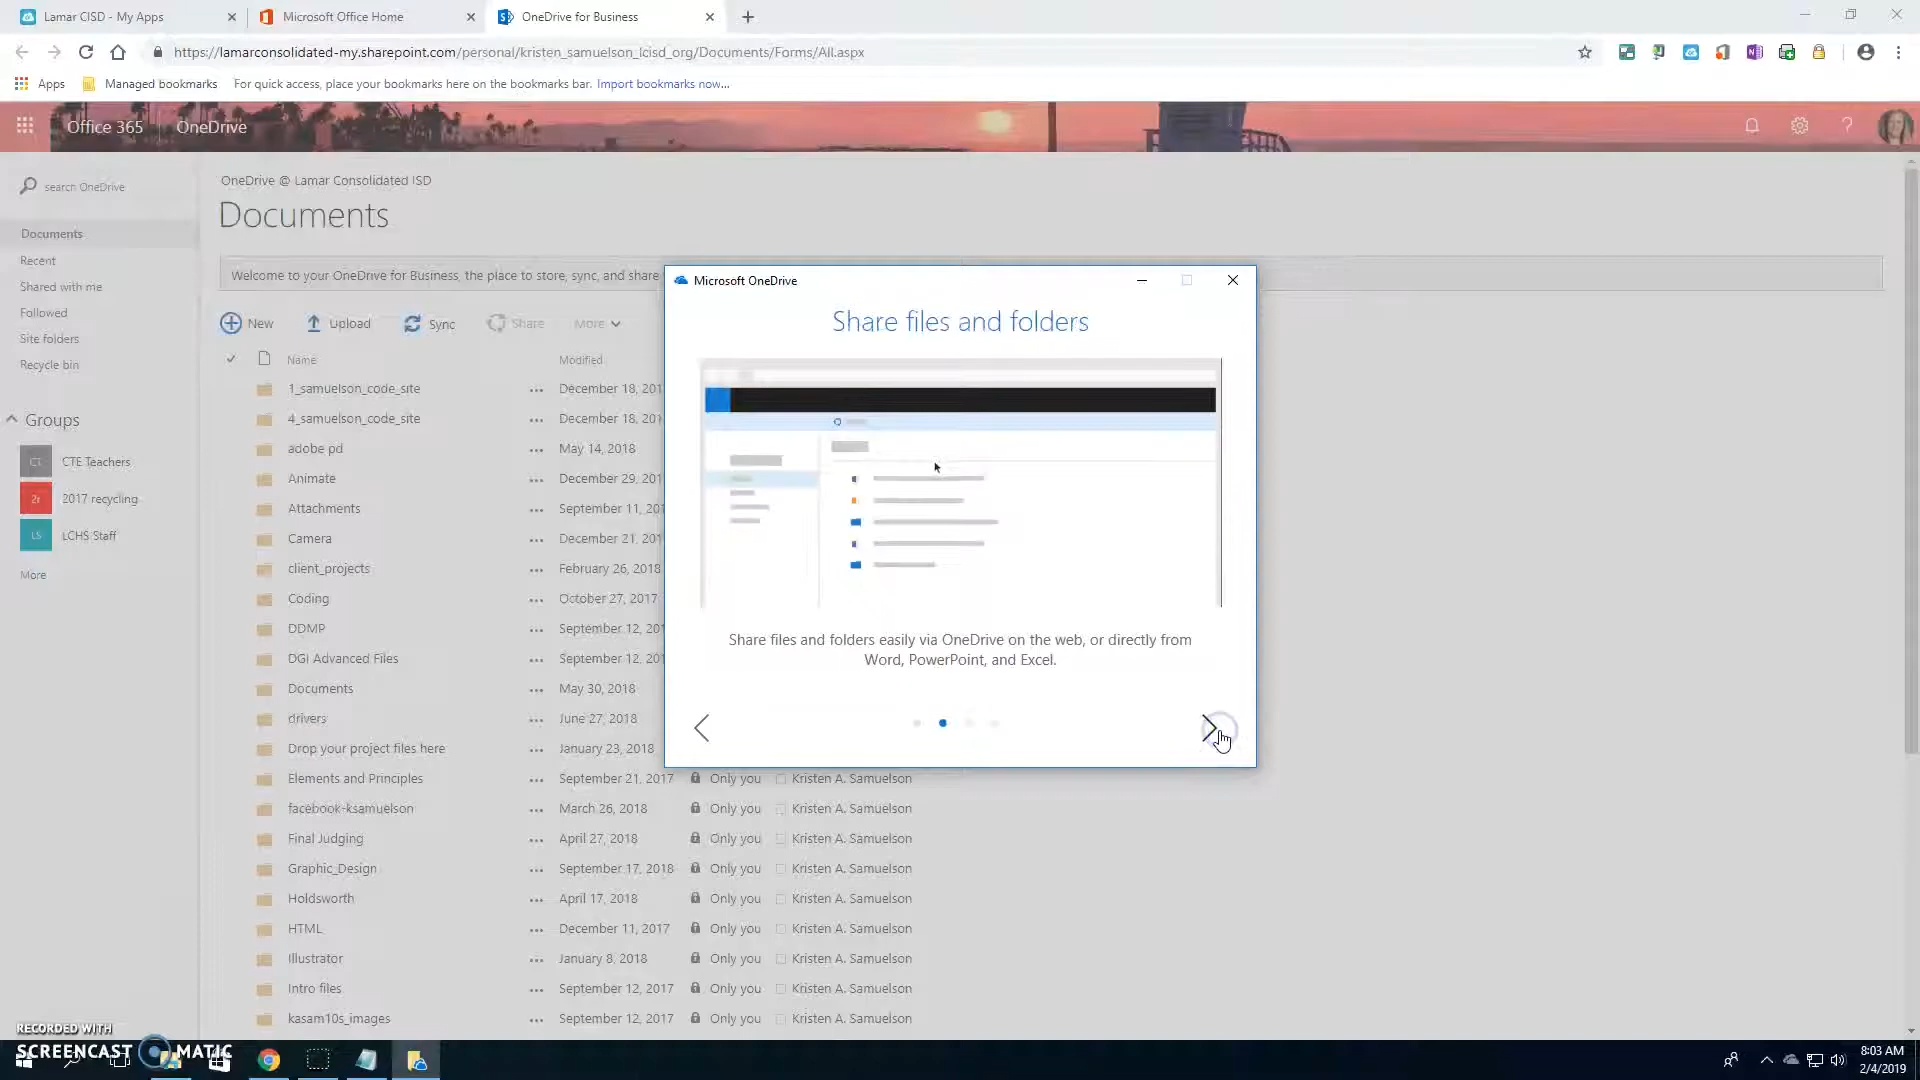 Lamar CISD - My Apps
Microsoft Office Home
OneDrive for Business
https://lamarconsolidated-my.sharepoint.com/personal/kristen_samuelson_lcisd_org/Documents/Forms/All.aspx
Apps
Managed bookmarks
For quick access, place your bookmarks here on the bookmarks bar. Import bookmarks now...
Office 365
OneDrive
search OneDrive
OneDrive @ Lamar Consolidated ISD
Documents
Documents
Recent
Shared with me
Followed
Site folders
Recycle bin
Groups
CT CTE Teachers
2r 2017 recycling
LS LCHS Staff
More
Welcome to your OneDrive for Business, the place to store, sync, and share
New Upload Sync Share More
Name Modified
1_samuelson_code_site December 18, 201
4_samuelson_code_site December 18, 201
adobe pd May 14, 2018
Animate December 29, 201
Attachments September 11, 201
Camera December 21, 201
client_projects February 26, 2018
Coding October 27, 2017
DDMP September 12, 201
DGI Advanced Files September 12, 201
Documents May 30, 2018
drivers June 27, 2018
Drop your project files here January 23, 2018
Elements and Principles September 21, 2017 Only you Kristen A. Samuelson
facebook-ksamuelson March 26, 2018 Only you Kristen A. Samuelson
Final Judging April 27, 2018 Only you Kristen A. Samuelson
Graphic_Design September 17, 2018 Only you Kristen A. Samuelson
Holdsworth April 17, 2018 Only you Kristen A. Samuelson
HTML December 11, 2017 Only you Kristen A. Samuelson
Illustrator January 8, 2018 Only you Kristen A. Samuelson
Intro files September 12, 2017 Only you Kristen A. Samuelson
kasam10s_images September 12, 2017 Only you Kristen A. Samuelson
Microsoft OneDrive
Share files and folders
Share files and folders easily via OneDrive on the web, or directly from
Word, PowerPoint, and Excel.
RECORDED WITH
SCREENCAST MATIC
8:03 AM
2/4/2019